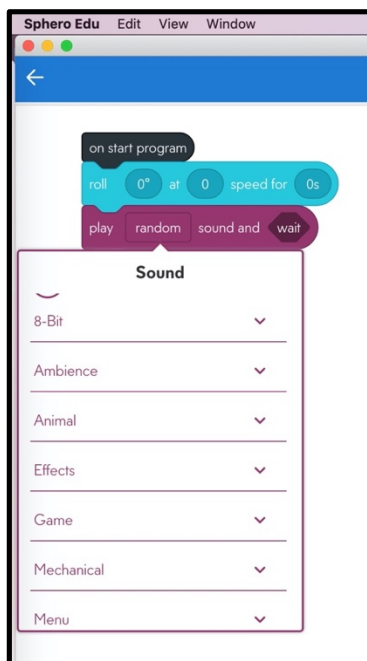 Sphero Edu Edit View Window
on start program
roll 0° at 0 speed for 0s
play random sound and wait
Sound
8-Bit
Ambience
Animal
Effects
Game
Mechanical
Menu